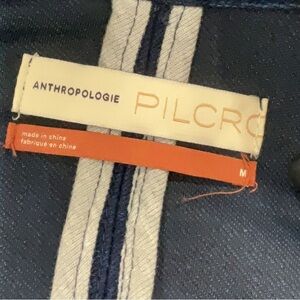 ANTHROPOLOGIE PILCRO
made in china
fabriqué en chine
M